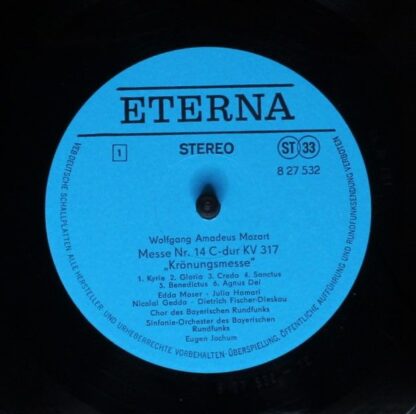 ETERNA
1
STEREO
ST 33
8 27 532
Wolfgang Amadeus Mozart
Messe Nr. 14 C-dur KV 317
„Krönungsmesse"
1. Kyrie 2. Gloria 3. Credo 4. Sanctus
5. Benedictus 6. Agnus Dei
Edda Moser - Julia Hamari
Nicolai Gedda - Dietrich Fischer-Dieskau
Chor des Bayerischen Rundfunks
Sinfonie-Orchester des Bayerischen
Rundfunks
Eugen Jochum
VEB DEUTSCHE SCHALLPLATTEN ALLE HERSTELLER UND URHEBERRECHTE VORBEHALTEN · ÜBERSPIELUNG, ÖFFENTLICHE AUFFÜHRUNG UND RUNDFUNKSENDUNG VERBOTEN